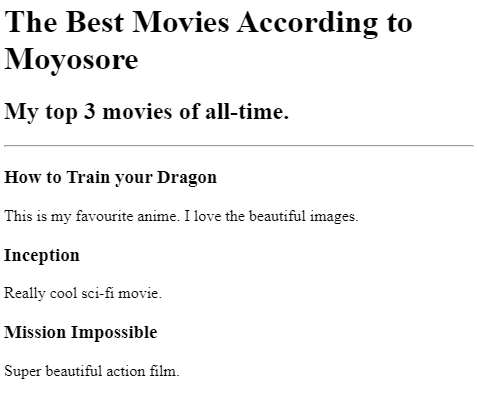 The Best Movies According to
Moyosore
My top 3 movies of all-time.
How to Train your Dragon
This is my favourite anime. I love the beautiful images.
Inception
Really cool sci-fi movie.
Mission Impossible
Super beautiful action film.